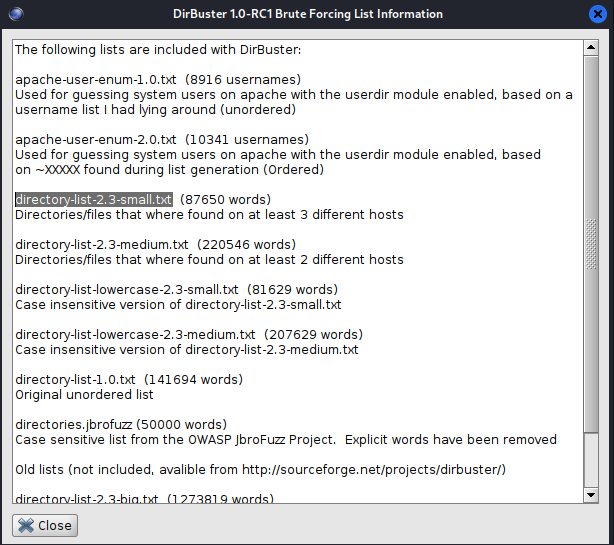 DirBuster 1.0-RC1 Brute Forcing List Information
The following lists are included with DirBuster:
apache-user-enum-1.0.txt (8916 usernames)
Used for guessing system users on apache with the userdir module enabled, based on a
username list I had lying around (unordered)
apache-user-enum-2.0.txt (10341 usernames)
Used for guessing system users on apache with the userdir module enabled, based
on ~XXXXX found during list generation (Ordered)
directory-list-2.3-small.txt (87650 words)
Directories/files that where found on at least 3 different hosts
directory-list-2.3-medium.txt (220546 words)
Directories/files that where found on at least 2 different hosts
directory-list-lowercase-2.3-small.txt (81629 words)
Case insensitive version of directory-list-2.3-small.txt
directory-list-lowercase-2.3-medium.txt (207629 words)
Case insensitive version of directory-list-2.3-medium.txt
directory-list-1.0.txt (141694 words)
Original unordered list
directories.jbrofuzz (50000 words)
Case sensitive list from the OWASP JbroFuzz Project. Explicit words have been removed
Old lists (not included, avalible from http://sourceforge.net/projects/dirbuster/)
directory-list-2.3-big.txt (1273819 words)
Close